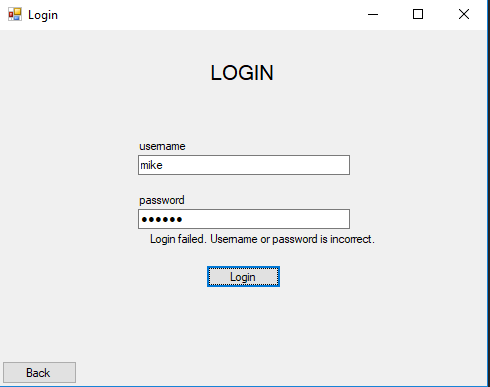 Login
LOGIN
username
mike
password
●●●●●●
Login failed. Username or password is incorrect.
Login
Back